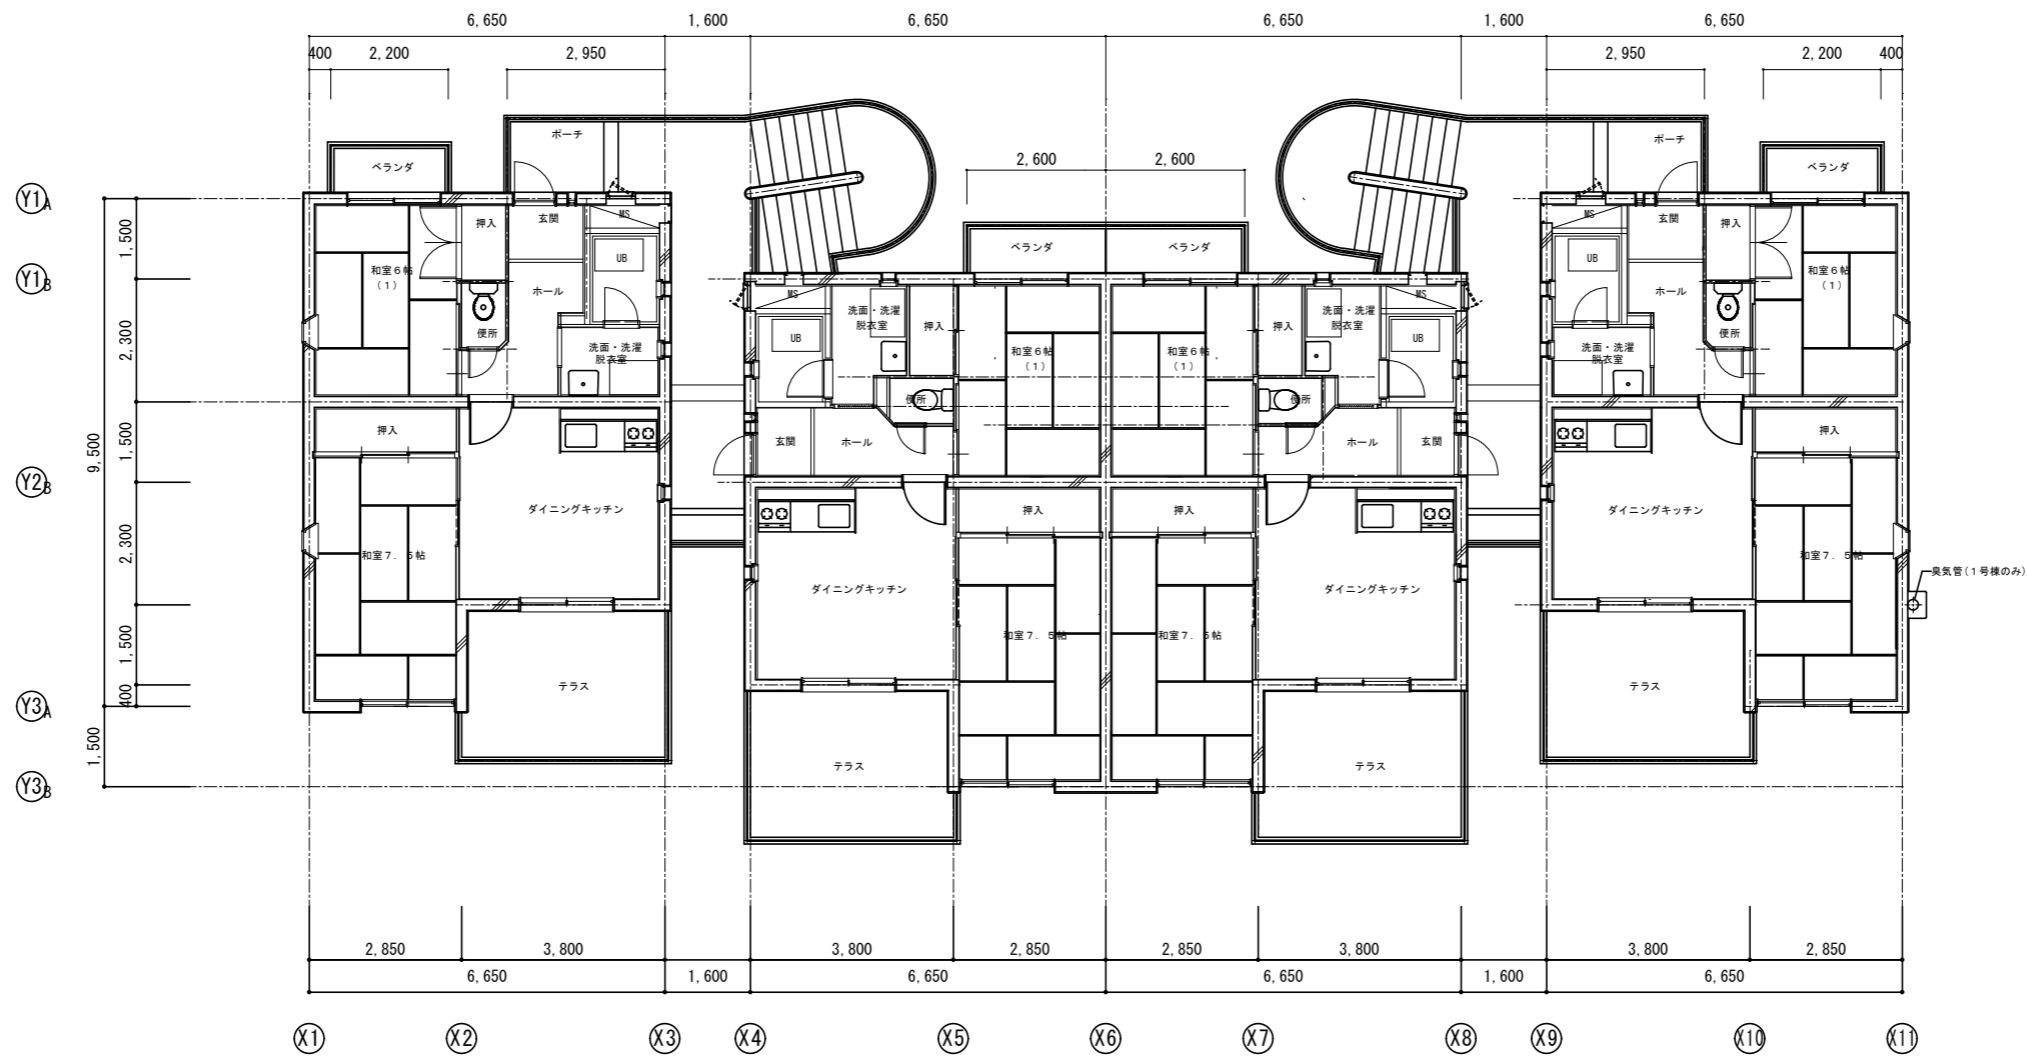 6,650
1,600
6,650
6,650
1,600
6,650
400
2,200
2,950
2,950
2,200
400
ポーチ
ポーチ
ベランダ
2,600
2,600
ベランダ
Y1A
1,500
押入
玄関
MS
MS
玄関
押入
ベランダ
ベランダ
UB
UB
Y1B
和室6帖
(1)
ホール
ホール
和室6帖
(1)
MS
MS
2,300
便所
洗面・洗濯
脱衣室
UB
洗面・洗濯
脱衣室
押入
和室6帖
(1)
和室6帖
(1)
押入
洗面・洗濯
脱衣室
UB
洗面・洗濯
脱衣室
便所
便所
便所
9,500
1,500
押入
玄関
ホール
ホール
玄関
押入
Y2B
ダイニングキッチン
押入
押入
ダイニングキッチン
2,300
和室7.5帖
和室7.5帖
臭気管(1号棟のみ)
ダイニングキッチン
ダイニングキッチン
1,500
和室7.5帖
和室7.5帖
テラス
テラス
400
Y3A
1,500
テラス
テラス
Y3B
2,850
3,800
3,800
2,850
2,850
3,800
3,800
2,850
6,650
1,600
6,650
6,650
1,600
6,650
X1
X2
X3
X4
X5
X6
X7
X8
X9
X10
X11